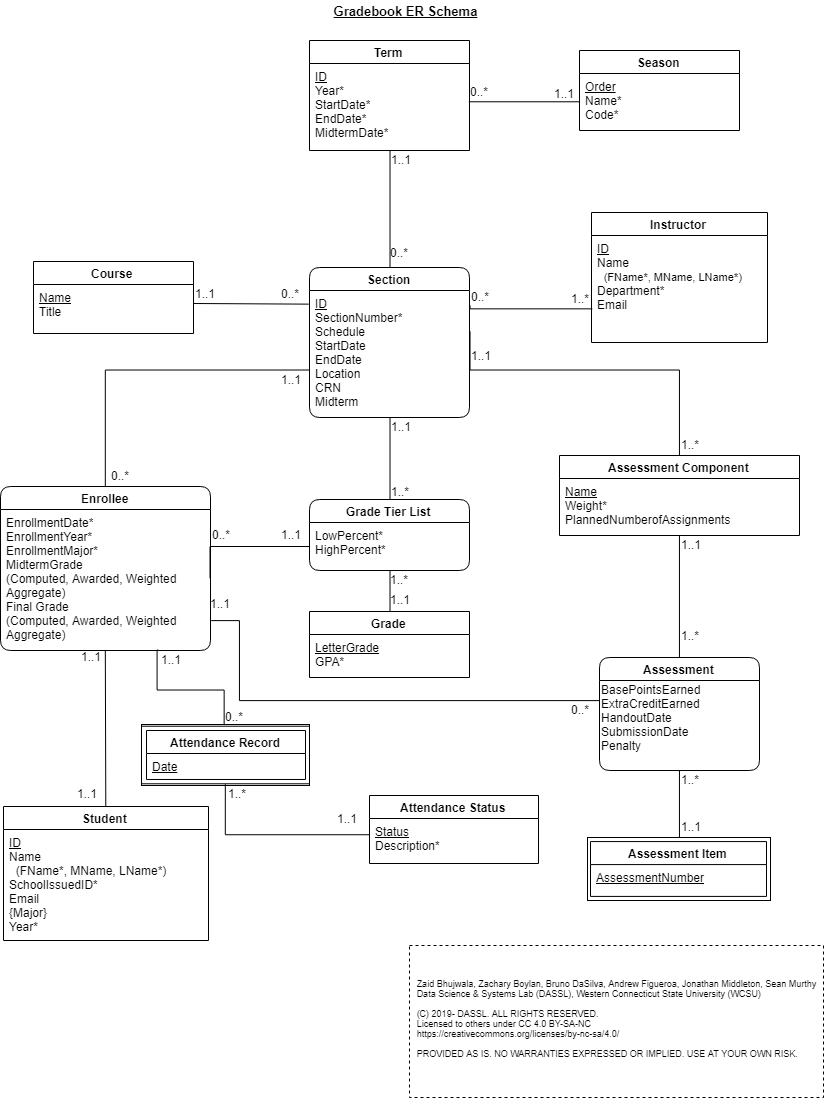 Gradebook ER Schema
Term
ID
Year*
StartDate*
EndDate*
MidtermDate*
0..*
1..1
Season
Order
Name*
Code*
1..1
0..*
Instructor
ID
Name
(FName*, MName, LName*)
Department*
Email
Course
Name
Title
1..1
0..*
Section
ID
SectionNumber*
Schedule
StartDate
EndDate
Location
CRN
Midterm
0..*
1..*
1..1
1..1
0..*
1..1
1..*
1..*
Assessment Component
Name
Weight*
PlannedNumberofAssignments
Enrollee
EnrollmentDate*
EnrollmentYear*
EnrollmentMajor*
MidtermGrade
(Computed, Awarded, Weighted
Aggregate)
Final Grade
(Computed, Awarded, Weighted
Aggregate)
0..*
1..1
Grade Tier List
LowPercent*
HighPercent*
1..*
1..1
Grade
LetterGrade
GPA*
1..1
1..1
1..*
Assessment
BasePointsEarned
ExtraCreditEarned
HandoutDate
SubmissionDate
Penalty
0..*
1..1
1..1
0..*
Attendance Record
Date
1..*
1..1
Attendance Status
Status
Description*
1..*
1..1
Assessment Item
AssessmentNumber
1..1
Student
ID
Name
(FName*, MName, LName*)
SchoolIssuedID*
Email
{Major}
Year*
Zaid Bhujwala, Zachary Boylan, Bruno DaSilva, Andrew Figueroa, Jonathan Middleton, Sean Murthy
Data Science & Systems Lab (DASSL), Western Connecticut State University (WCSU)
(C) 2019- DASSL. ALL RIGHTS RESERVED.
Licensed to others under CC 4.0 BY-SA-NC
https://creativecommons.org/licenses/by-nc-sa/4.0/
PROVIDED AS IS. NO WARRANTIES EXPRESSED OR IMPLIED. USE AT YOUR OWN RISK.